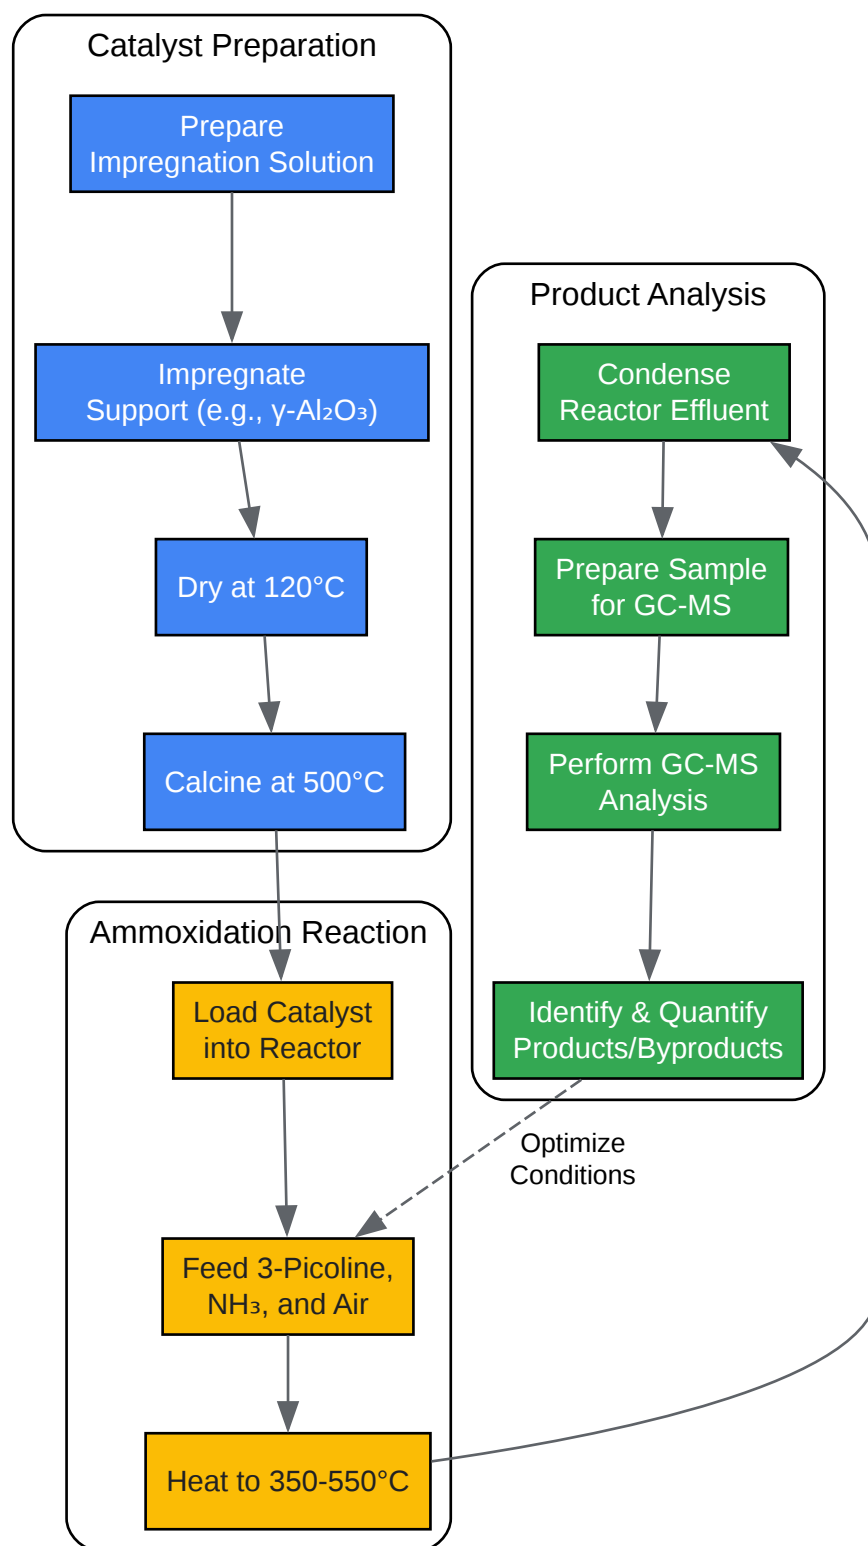 Catalyst Preparation
Prepare
Impregnation Solution
Impregnate
Support (e.g., γ-Al₂O₃)
Dry at 120°C
Calcine at 500°C
Ammoxidation Reaction
Load Catalyst
into Reactor
Feed 3-Picoline,
NH₃, and Air
Heat to 350-550°C
Product Analysis
Condense
Reactor Effluent
Prepare Sample
for GC-MS
Perform GC-MS
Analysis
Identify & Quantify
Products/Byproducts
Optimize
Conditions